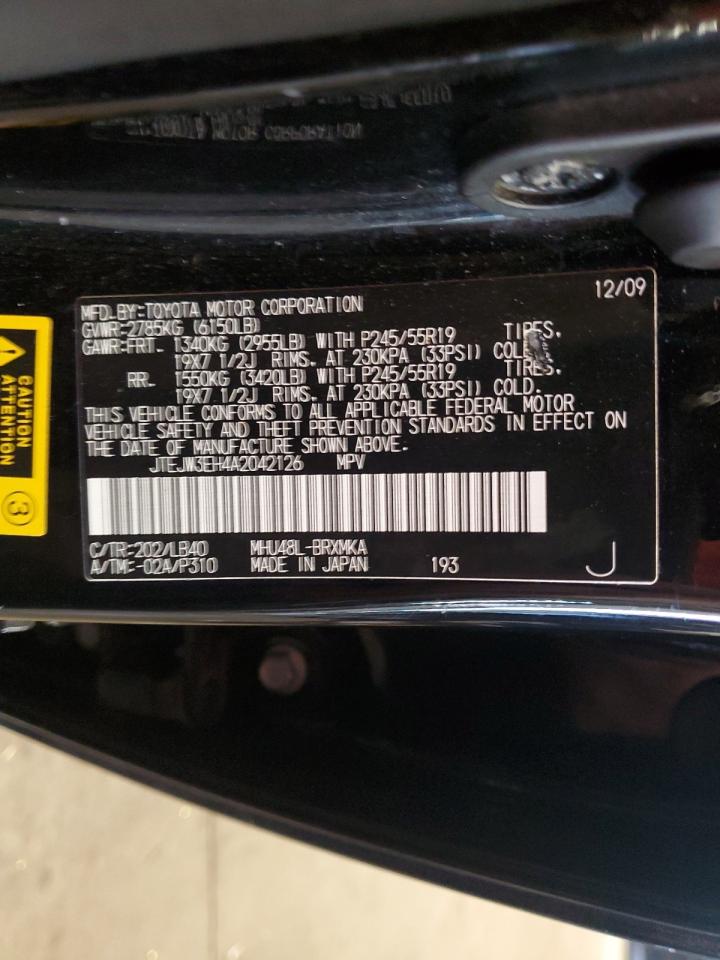 MFD.BY:TOYOTA MOTOR CORPORATION 12/09
GVWR:2785KG (6150LB)
GAWR:FRT. 1340KG (2955LB) WITH P245/55R19 TIRES,
19X7 1/2J RIMS, AT 230KPA (33PSI) COLD.
RR. 1550KG (3420LB) WITH P245/55R19 TIRES,
19X7 1/2J RIMS, AT 230KPA (33PSI) COLD.
THIS VEHICLE CONFORMS TO ALL APPLICABLE FEDERAL MOTOR
VEHICLE SAFETY AND THEFT PREVENTION STANDARDS IN EFFECT ON
THE DATE OF MANUFACTURE SHOWN ABOVE.
JTEJW3EH4A2042126 MPV
C/TR:202/LB40 MHU48L-BRXMKA
A/TM:-02A/P310 MADE IN JAPAN 193 J
CAUTION
ATTENTION
3